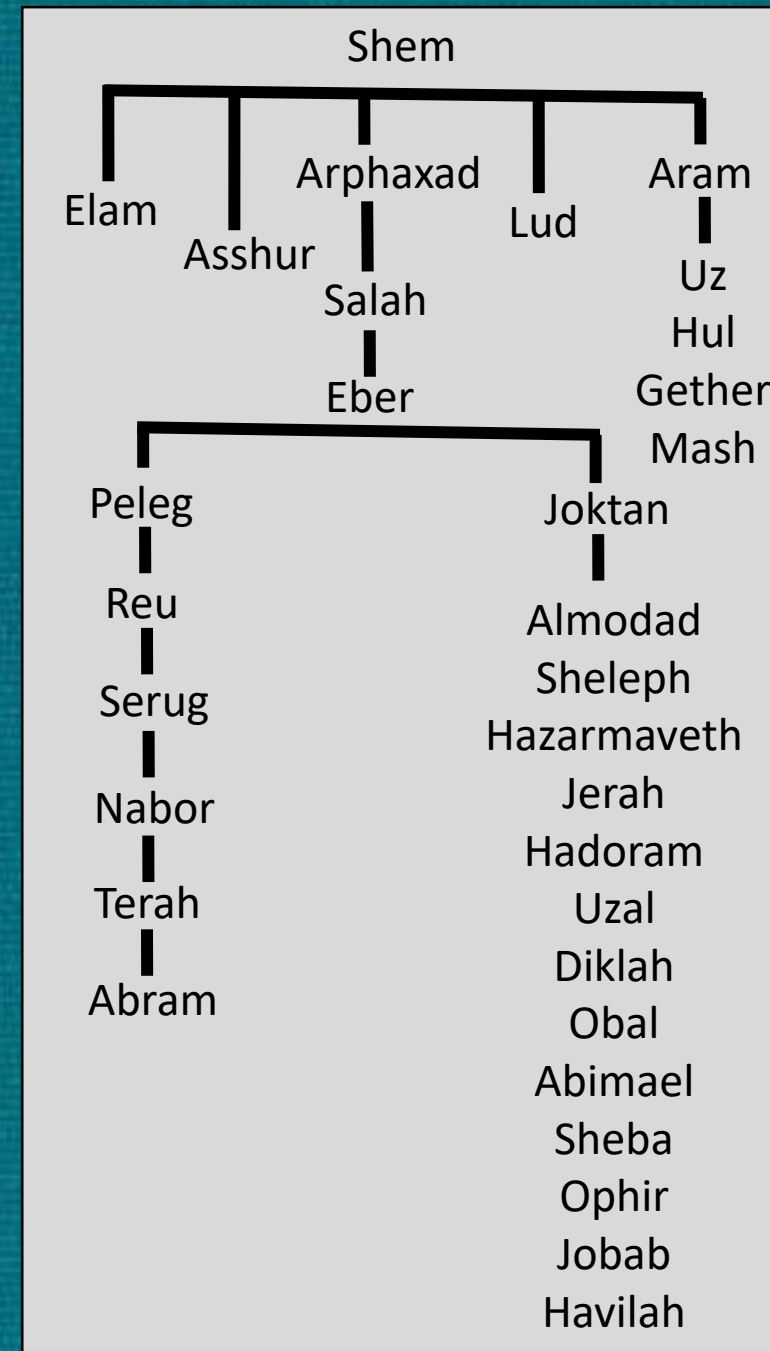 Shem
Elam
Asshur
Arphaxad
Lud
Aram
Salah
Eber
Uz
Hul
Gether
Mash
Peleg
Reu
Serug
Nabor
Terah
Abram
Joktan
Almodad
Sheleph
Hazarmaveth
Jerah
Hadoram
Uzal
Diklah
Obal
Abimael
Sheba
Ophir
Jobab
Havilah